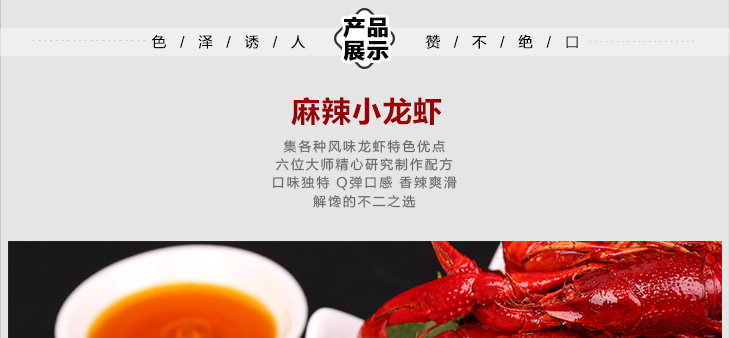 色/泽/诱/人 产品展示 赞/不/绝/口
麻辣小龙虾
集各种风味龙虾特色优点
六位大师精心研究制作配方
口味独特 Q弹口感 香辣爽滑
解馋的不二之选